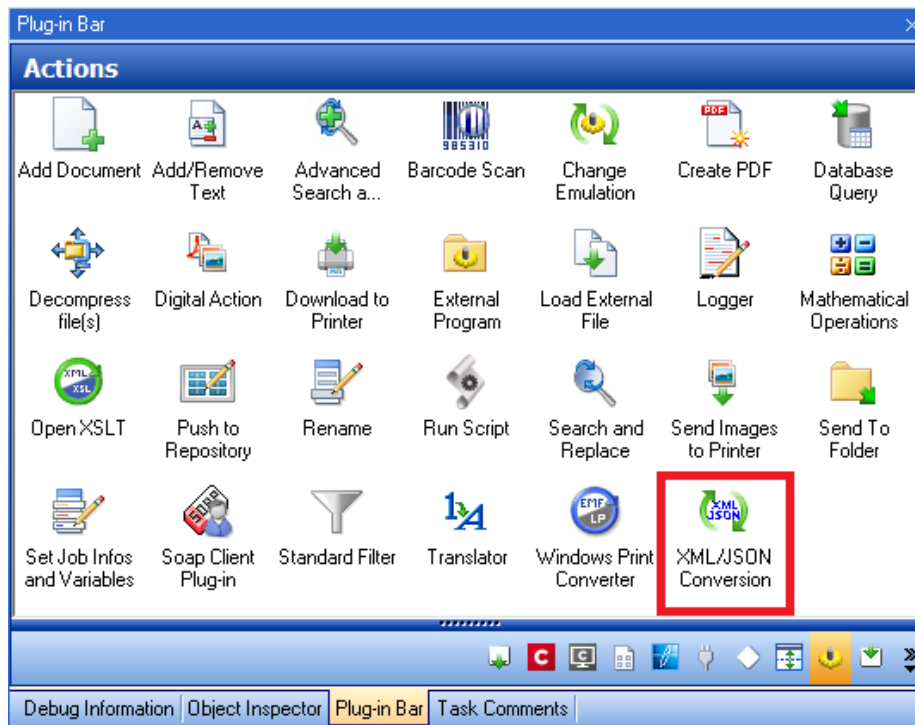 Plug-in Bar
Actions
985310
PDF
Add Document
Add/Remove
Text
Advanced
Search a...
Barcode Scan
Change
Emulation
Create PDF
Database
Query
Decompress
file(s)
Digital Action
Download to
Printer
External
Program
Load External
File
Logger
Mathematical
Operations
XML
XSL
Open XSLT
Push to
Repository
Rename
Run Script
Search and
Replace
Send Images
to Printer
Send To
Folder
SOAP
EMF
LP
XML
JSON
Set Job Infos
and Variables
Soap Client
Plug-in
Standard Filter
Translator
Windows Print
Converter
XML/JSON
Conversion
C
C
Debug Information
Object Inspector
Plug-in Bar
Task Comments